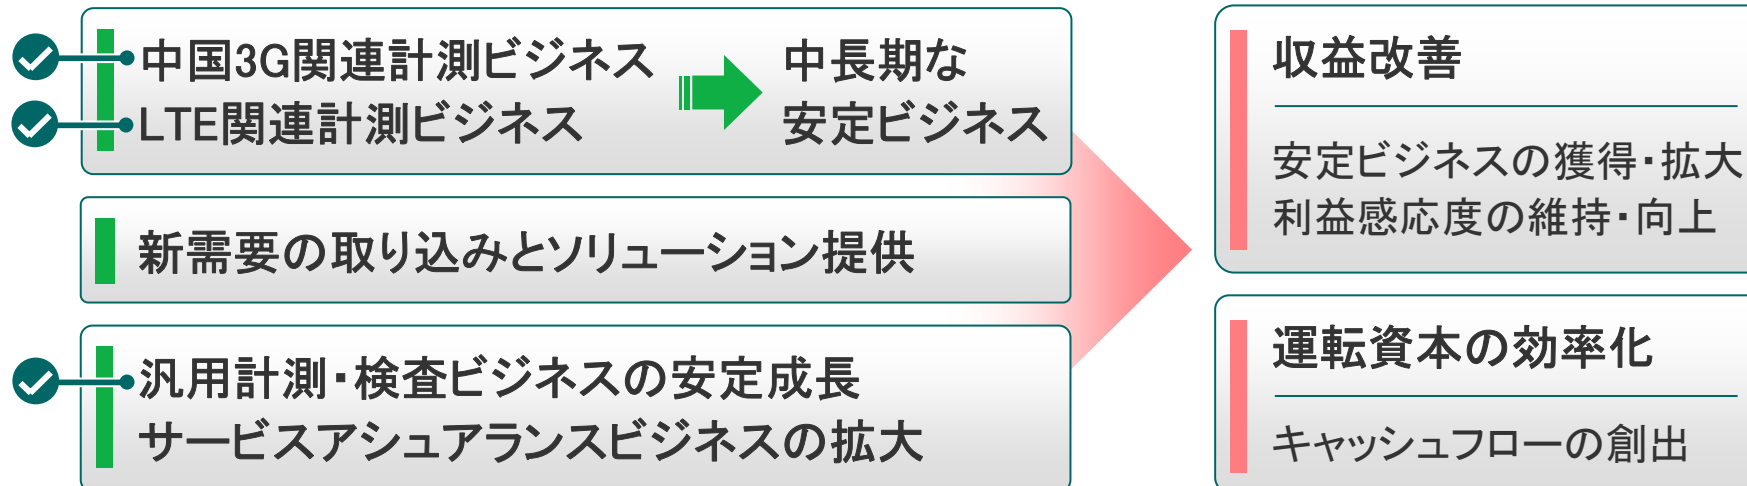 中国3G関連計測ビジネス
LTE関連計測ビジネス
中長期な
安定ビジネス
新需要の取り込みとソリューション提供
汎用計測・検査ビジネスの安定成長
サービスアシュアランスビジネスの拡大
収益改善
安定ビジネスの獲得・拡大
利益感応度の維持・向上
運転資本の効率化
キャッシュフローの創出